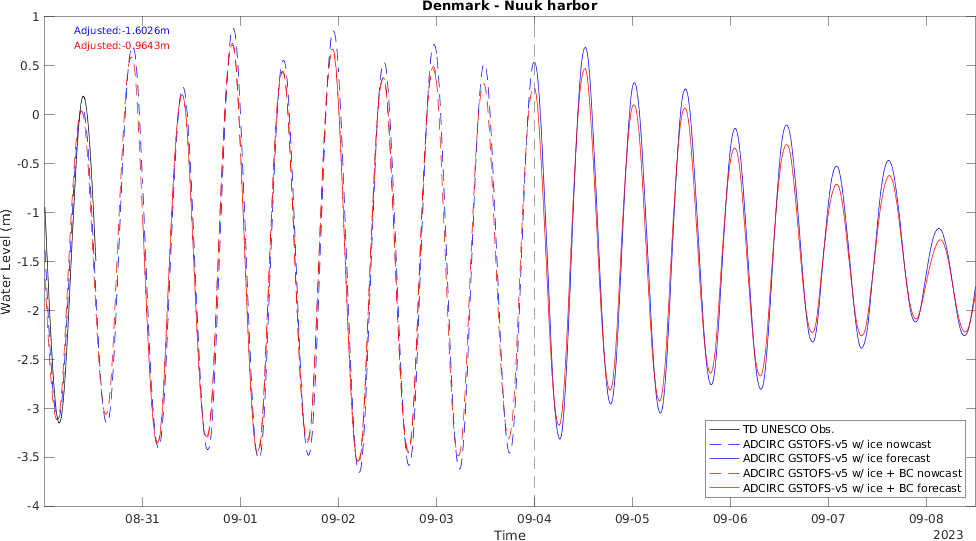 Denmark - Nuuk harbor
Adjusted:-1.6026m
Adjusted:-0.9643m
1
0.5
0
-0.5
-1
-1.5
-2
-2.5
-3
-3.5
-4
Water Level (m)
TD UNESCO Obs.
ADCIRC GSTOFS-v5 w/ ice nowcast
ADCIRC GSTOFS-v5 w/ ice forecast
ADCIRC GSTOFS-v5 w/ ice + BC nowcast
ADCIRC GSTOFS-v5 w/ ice + BC forecast
08-31 09-01 09-02 09-03 09-04 09-05 09-06 09-07 09-08
Time
2023